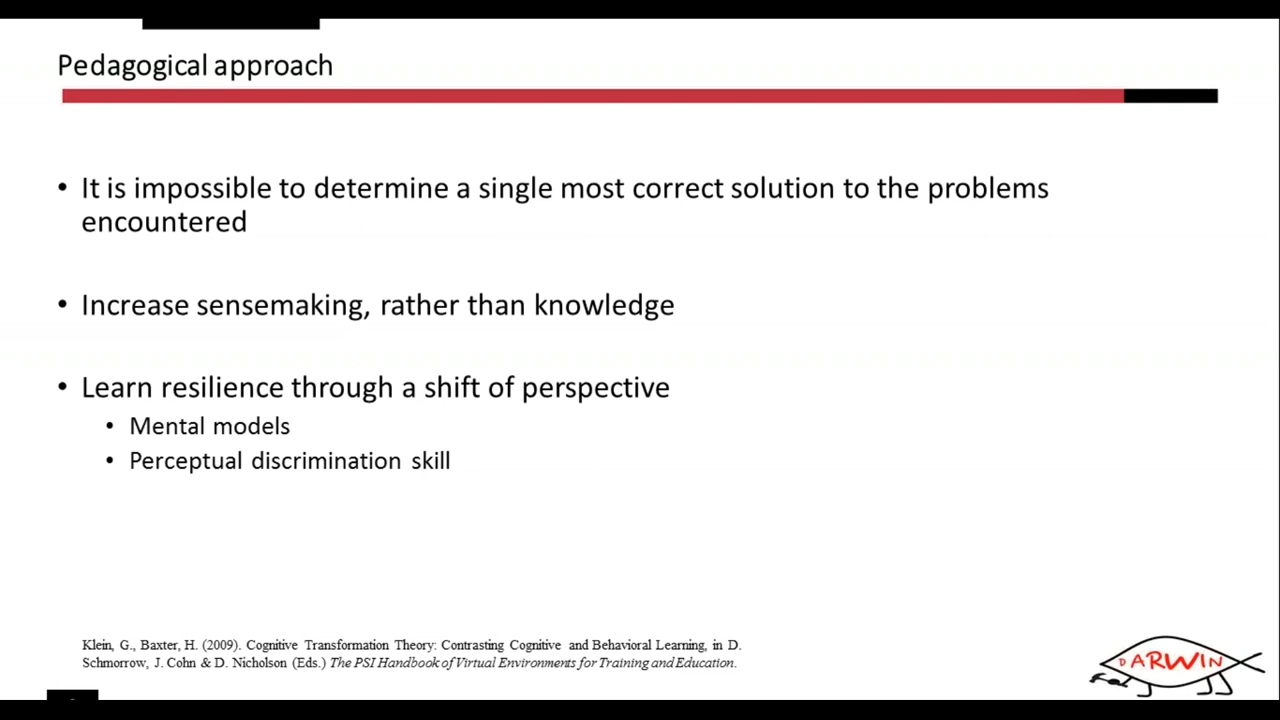 Pedagogical approach
• It is impossible to determine a single most correct solution to the problems
encountered
• Increase sensemaking, rather than knowledge
• Learn resilience through a shift of perspective
• Mental models
• Perceptual discrimination skill
Klein, G., Baxter, H. (2009). Cognitive Transformation Theory: Contrasting Cognitive and Behavioral Learning, in D.
Schmorrow, J. Cohn & D. Nicholson (Eds.) The PSI Handbook of Virtual Environments for Training and Education.
DARWIN